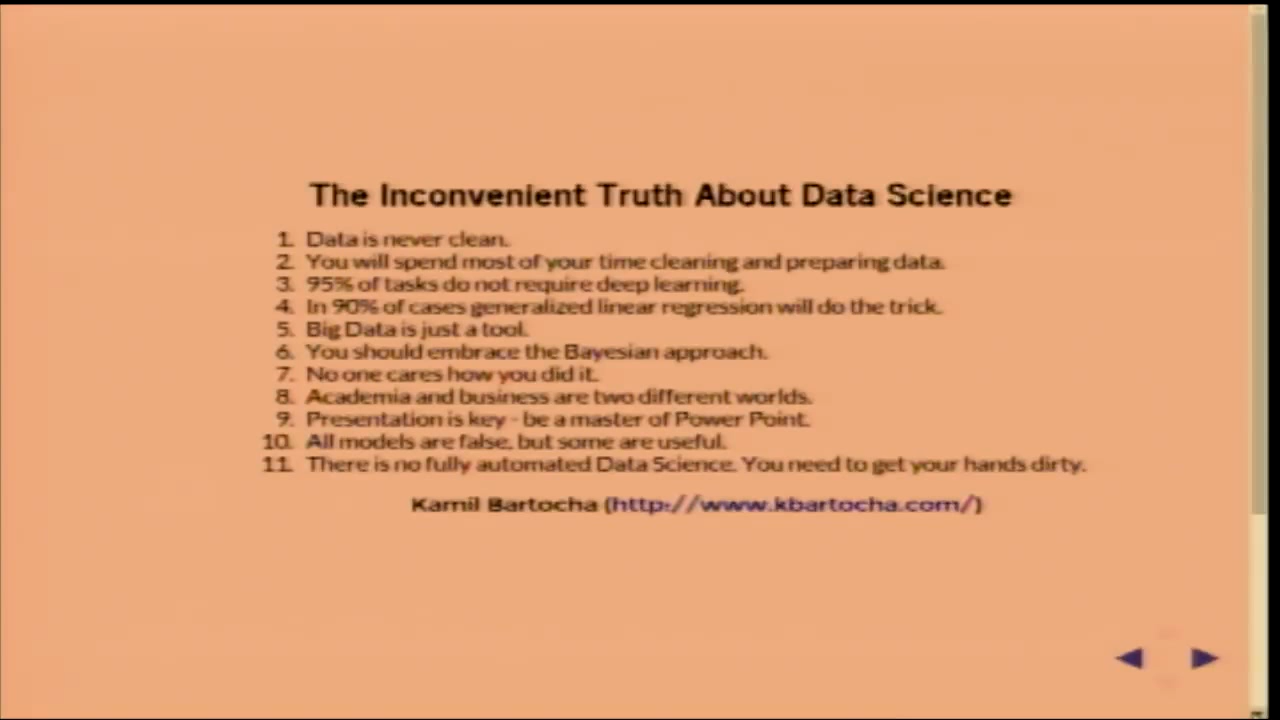 The Inconvenient Truth About Data Science
1. Data is never clean.
2. You will spend most of your time cleaning and preparing data.
3. 95% of tasks do not require deep learning.
4. In 90% of cases generalized linear regression will do the trick.
5. Big Data is just a tool.
6. You should embrace the Bayesian approach.
7. No one cares how you did it.
8. Academia and business are two different worlds.
9. Presentation is key - be a master of Power Point.
10. All models are false, but some are useful.
11. There is no fully automated Data Science. You need to get your hands dirty.
Kamil Bartocha (http://www.kbartocha.com/)